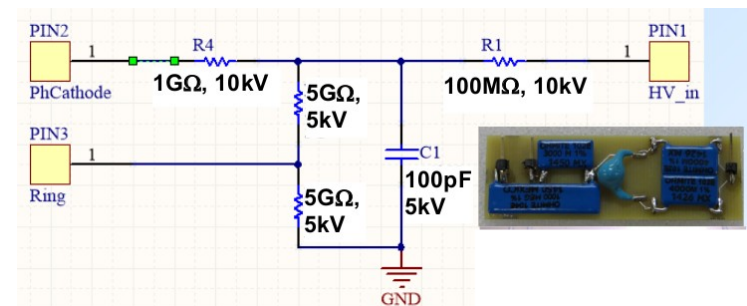 PIN2
1
PhCathode
R4
1GΩ, 10kV
R1
100MΩ, 10kV
PIN1
1
HV_in
5GΩ,
5kV
PIN3
1
Ring
5GΩ,
5kV
C1
100pF
5kV
GND